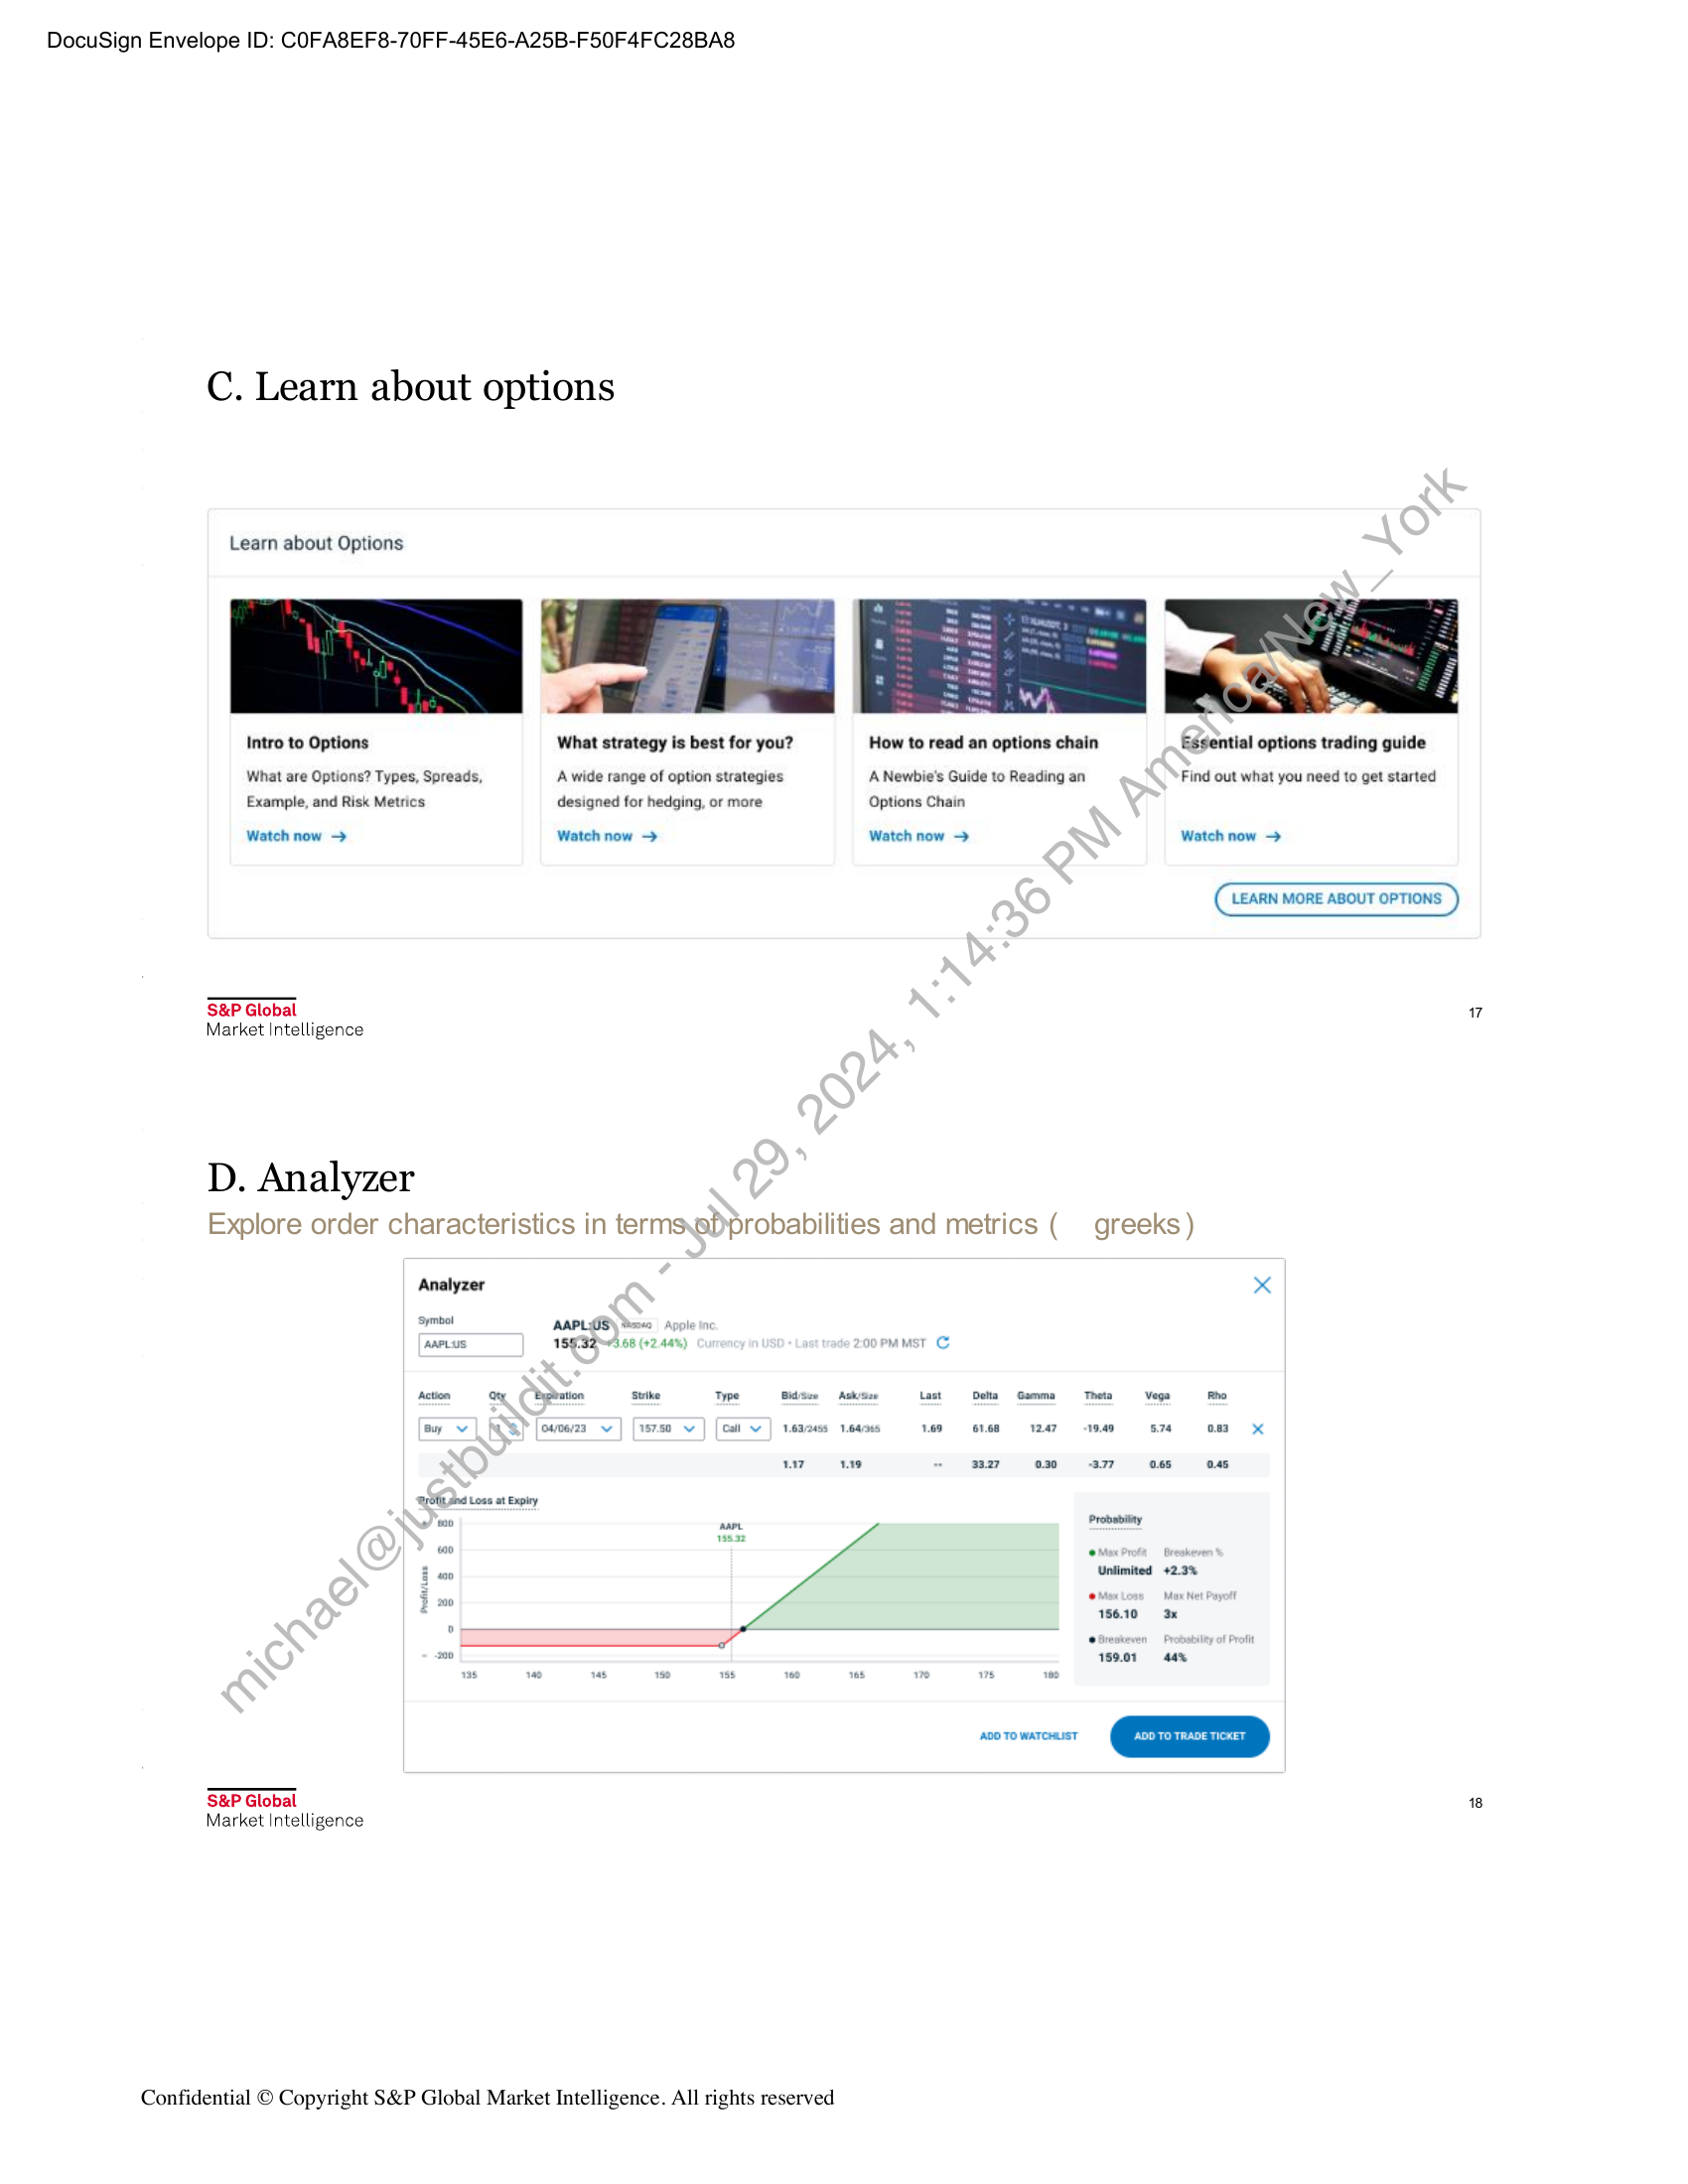 DocuSign Envelope ID: C0FA8EF8-70FF-45E6-A25B-F50F4FC28BA8
C. Learn about options
Learn about Options
Intro to Options
What are Options? Types, Spreads,
Example, and Risk Metrics
Watch now →
What strategy is best for you?
A wide range of option strategies
designed for hedging, or more
Watch now →
How to read an options chain
A Newbie's Guide to Reading an
Options Chain
Watch now →
Essential options trading guide
Find out what you need to get started
Watch now →
LEARN MORE ABOUT OPTIONS
S&P Global
Market Intelligence
17
michael@justbuildit.com - Jul 29, 2024, 1:14:36 PM America/New_York
D. Analyzer
Explore order characteristics in terms of probabilities and metrics ( greeks)
Analyzer
Symbol
AAPL:US
AAPL:US NASDAQ Apple Inc.
155.32 +3.68 (+2.44%) Currency in USD • Last trade 2:00 PM MST
Action Qty Expiration Strike Type Bid/Size Ask/Size Last Delta Gamma Theta Vega Rho
Buy 1 04/06/23 157.50 Call 1.63/2455 1.64/365 1.69 61.68 12.47 -19.49 5.74 0.83
1.17 1.19 -- 33.27 0.30 -3.77 0.65 0.45
Profit and Loss at Expiry
AAPL
155.32
Profit/Loss
800
600
400
200
0
-200
135 140 145 150 155 160 165 170 175 180
Probability
Max Profit Breakeven %
Unlimited +2.3%
Max Loss Max Net Payoff
156.10 3x
Breakeven Probability of Profit
159.01 44%
ADD TO WATCHLIST ADD TO TRADE TICKET
S&P Global
Market Intelligence
18
Confidential © Copyright S&P Global Market Intelligence. All rights reserved